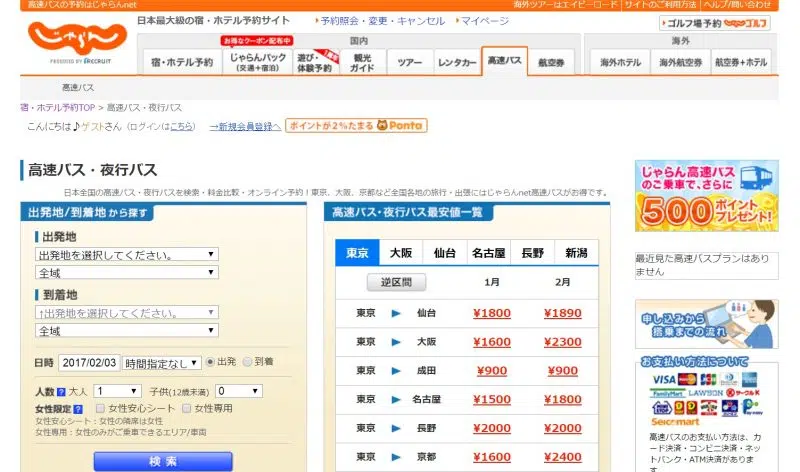 高速バスの予約はじゃらんnet
海外ツアーはエイビーロード | サイトのご利用方法 | ヘルプ/問い合わせ
じゃらん
POWERED BY RECRUIT
日本最大級の宿・ホテル予約サイト
予約照会・変更・キャンセル
マイページ
ゴルフ場予約 じゃらんゴルフ
お得なクーポン配布中
国内
海外
宿・ホテル予約
じゃらんパック
(交通+宿泊)
遊び・
体験予約
観光
ガイド
ツアー
レンタカー
高速バス
航空券
海外ホテル
海外航空券
航空券+ホテル
高速バス
宿・ホテル予約TOP > 高速バス・夜行バス
こんにちは♪ゲストさん (ログインはこちら)
→新規会員登録へ
ポイントが2%たまる Ponta
高速バス・夜行バス
日本全国の高速バス・夜行バスを検索・料金比較・オンライン予約！東京、大阪、京都など全国各地の旅行・出張にはじゃらんnet高速バスがお得です。
出発地/到着地から探す
出発地
出発地を選択してください。
全域
到着地
↑出発地を選択してください。
全域
日時 2017/02/03 時間指定なし 出発 到着
人数 ? 大人 1 子供(12歳未満) 0
女性限定 ? 女性安心シート 女性専用
女性安心シート：女性の隣席は女性
女性専用：女性のみがご乗車できるエリア/車両
検 索
高速バス・夜行バス最安値一覧
東京 大阪 仙台 名古屋 長野 新潟
逆区間 1月 2月
東京 仙台 ¥1800 ¥1890
東京 大阪 ¥1600 ¥2300
東京 成田 ¥900 ¥900
東京 名古屋 ¥1500 ¥1800
東京 長野 ¥2000 ¥2000
東京 京都 ¥1600 ¥2400
じゃらん高速バス
のご乗車で、さらに
500ポイント
プレゼント!
最近見た高速バスプランはあり
ません
申し込みから
搭乗までの流れ
お支払い方法について
VISA JCB
FamilyMart LAWSON サークルK
Pay-easy
Seicomart
高速バスのお支払い方法は、カ
ード決済・コンビニ決済・ネッ
トバンク・ATM決済がありま
す。